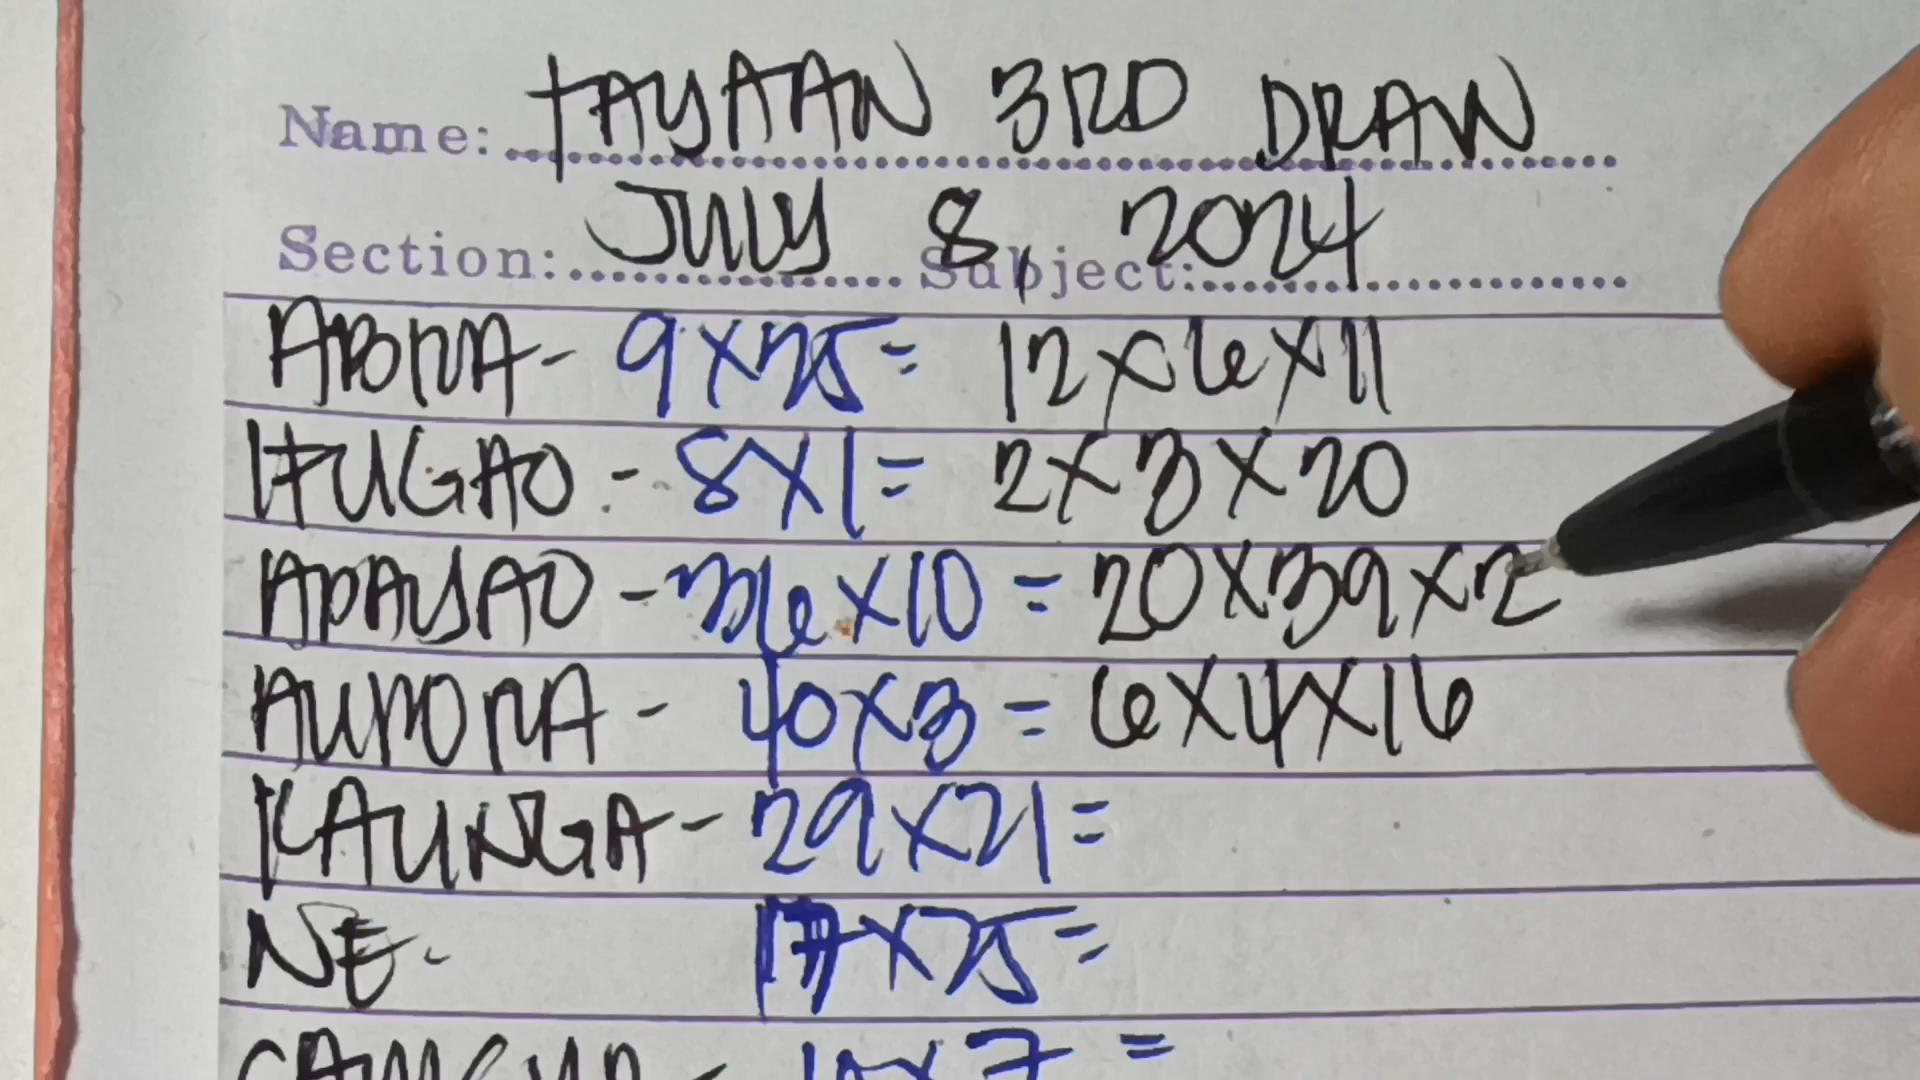 Name: TAYAAN 3RD DRAW
Section: JULY 8, 2024 Subject:
ABRA - 9x25= 12x6x11
IFUGAO - 8x1= 2x3x20
APAYAO - 36x10 = 20x39x2
AURORA - 40x3 = 6x4x16
KALINGA - 29x21=
NE - 17x25=
x7 =